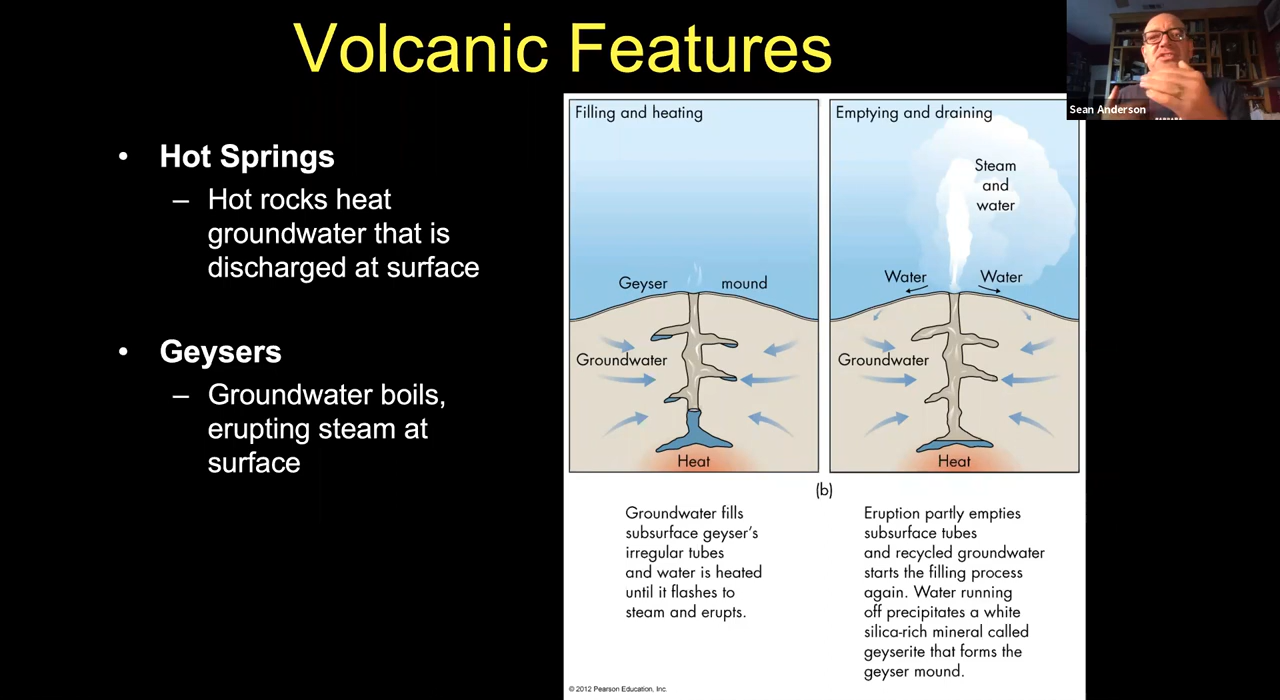 Volcanic Features
Sean Anderson
• Hot Springs
– Hot rocks heat
groundwater that is
discharged at surface
• Geysers
– Groundwater boils,
erupting steam at
surface
Filling and heating
Geyser mound
Groundwater
Heat
Emptying and draining
Steam
and
water
Water Water
Groundwater
Heat
(b)
Groundwater fills
subsurface geyser's
irregular tubes
and water is heated
until it flashes to
steam and erupts.
Eruption partly empties
subsurface tubes
and recycled groundwater
starts the filling process
again. Water running
off precipitates a white
silica-rich mineral called
geyserite that forms the
geyser mound.
© 2012 Pearson Education, Inc.